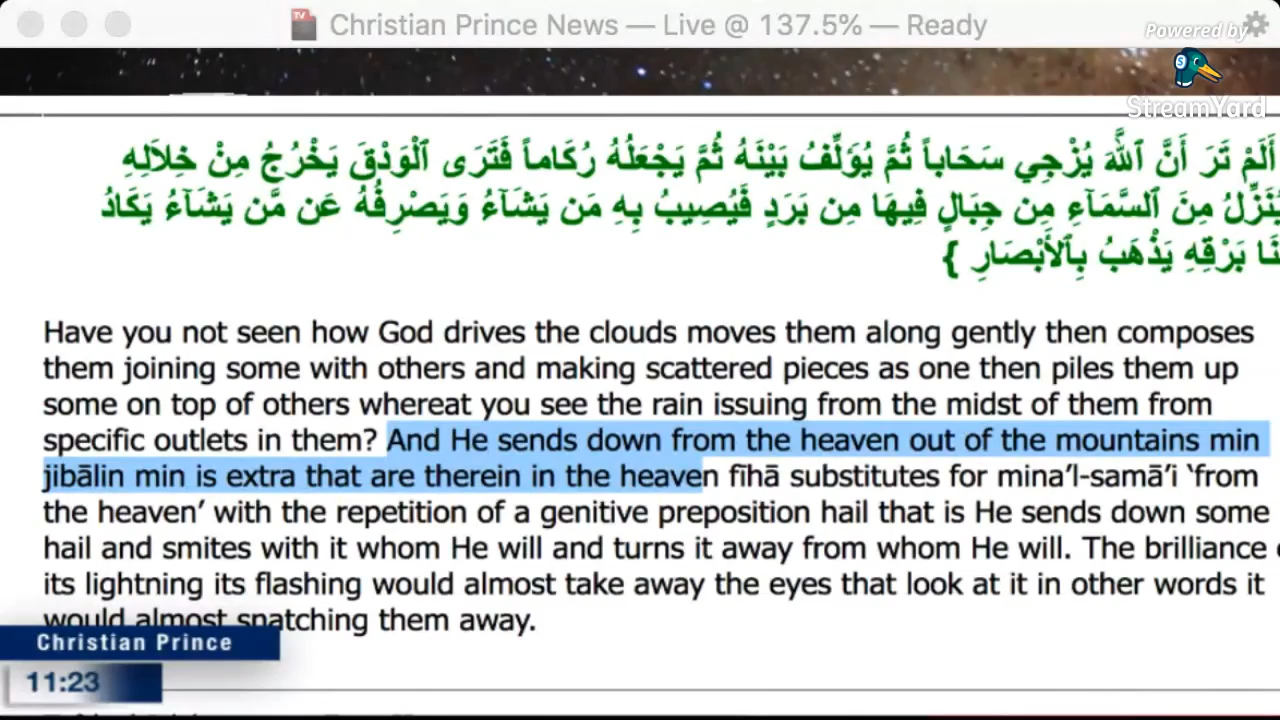 Christian Prince News — Live @ 137.5% — Ready
Powered by
StreamYard
أَلَمْ تَرَ أَنَّ ٱللَّهَ يُزْجِي سَحَاباً ثُمَّ يُؤَلِّفُ بَيْنَهُ ثُمَّ يَجْعَلُهُ رُكَاماً فَتَرَى ٱلْوَدْقَ يَخْرُجُ مِنْ خِلاَلِهِ
مِنَ ٱلسَّمَآءِ مِن جِبَالٍ فِيهَا مِن بَرَدٍ فَيُصِيبُ بِهِ مَن يَشَآءُ وَيَصْرِفُهُ عَن مَّن يَشَآءُ يَكَادُ
بَرْقِهِ يَذْهَبُ بِٱلأَبْصَارِ }
Have you not seen how God drives the clouds moves them along gently then composes
them joining some with others and making scattered pieces as one then piles them up
some on top of others whereat you see the rain issuing from the midst of them from
specific outlets in them? And He sends down from the heaven out of the mountains min
jibālin min is extra that are therein in the heaven fīhā substitutes for mina’l-samā’i ‘from
the heaven’ with the repetition of a genitive preposition hail that is He sends down some
hail and smites with it whom He will and turns it away from whom He will. The brilliance
its lightning its flashing would almost take away the eyes that look at it in other words it
would almost snatching them away.
Christian Prince
11:23